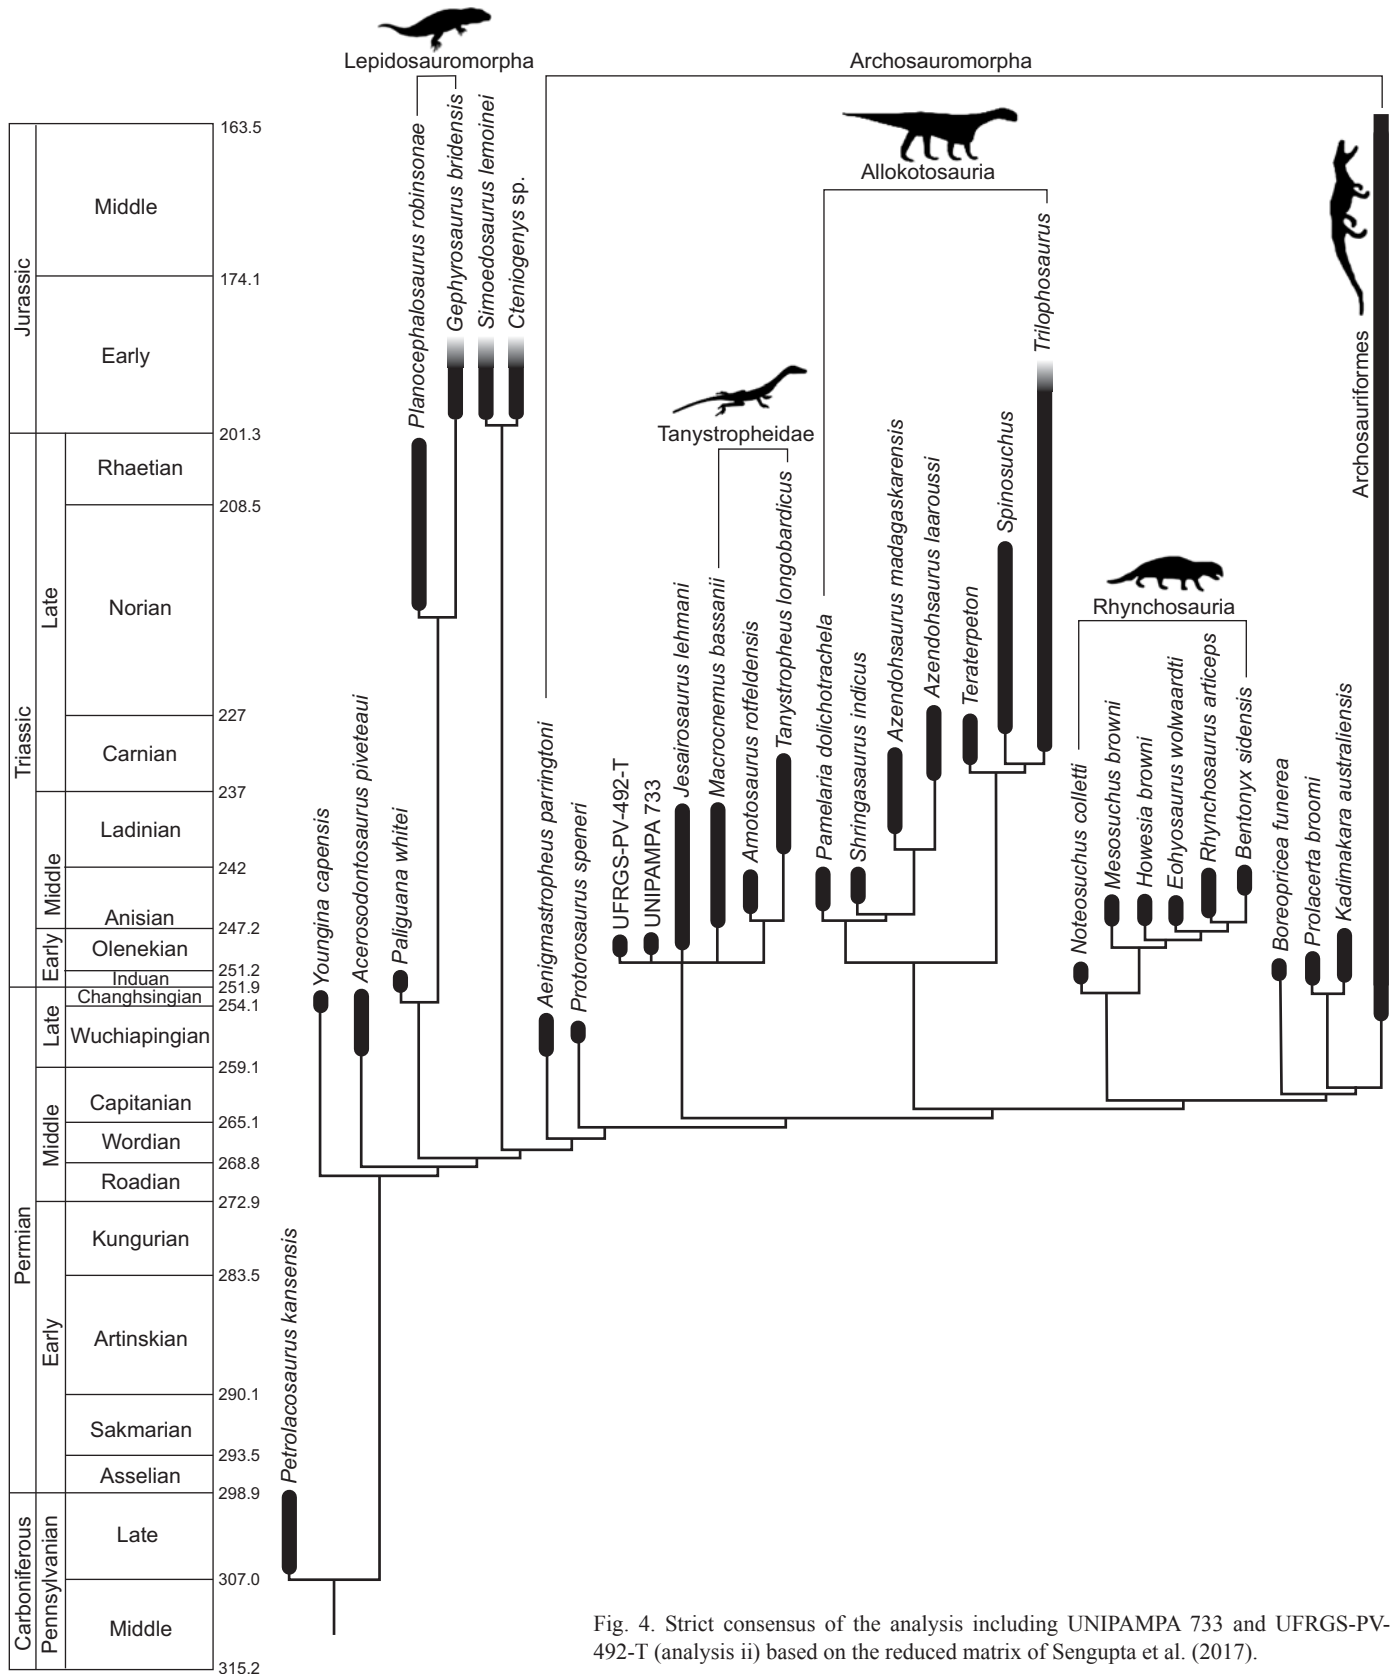 Lepidosauromorpha
Archosauromorpha
Allokotosauria
Tanystropheidae
Rhynchosauria
Archosauriformes
Jurassic
Middle
Early
Triassic
Late
Rhaetian
Norian
Carnian
Middle
Ladinian
Anisian
Early
Olenekian
Induan
Permian
Late
Changhsingian
Wuchiapingian
Middle
Capitanian
Wordian
Roadian
Early
Kungurian
Artinskian
Sakmarian
Asselian
Carboniferous
Pennsylvanian
Late
Middle
163.5
174.1
201.3
208.5
227
237
242
247.2
251.2
251.9
254.1
259.1
265.1
268.8
272.9
283.5
290.1
293.5
298.9
307.0
315.2
Petrolacosaurus kansensis
Youngina capensis
Acerosodontosaurus piveteaui
Paliguana whitei
Planocephalosaurus robinsonae
Gephyrosaurus bridensis
Simoedosaurus lemoinei
Cteniogenys sp.
Aenigmastropheus parringtoni
Protorosaurus speneri
UFRGS-PV-492-T
UNIPAMPA 733
Jesairosaurus lehmani
Macrocnemus bassanii
Amotosaurus rotfeldensis
Tanystropheus longobardicus
Pamelaria dolichotrachela
Shringasaurus indicus
Azendohsaurus madagaskarensis
Azendohsaurus laaroussi
Teraterpeton
Spinosuchus
Trilophosaurus
Noteosuchus colletti
Mesosuchus browni
Howesia browni
Eohyosaurus wolwaardti
Rhynchosaurus articeps
Bentonyx sidensis
Boreopricea funerea
Prolacerta broomi
Kadimakara australiensis
Fig. 4. Strict consensus of the analysis including UNIPAMPA 733 and UFRGS-PV-
492-T (analysis ii) based on the reduced matrix of Sengupta et al. (2017).